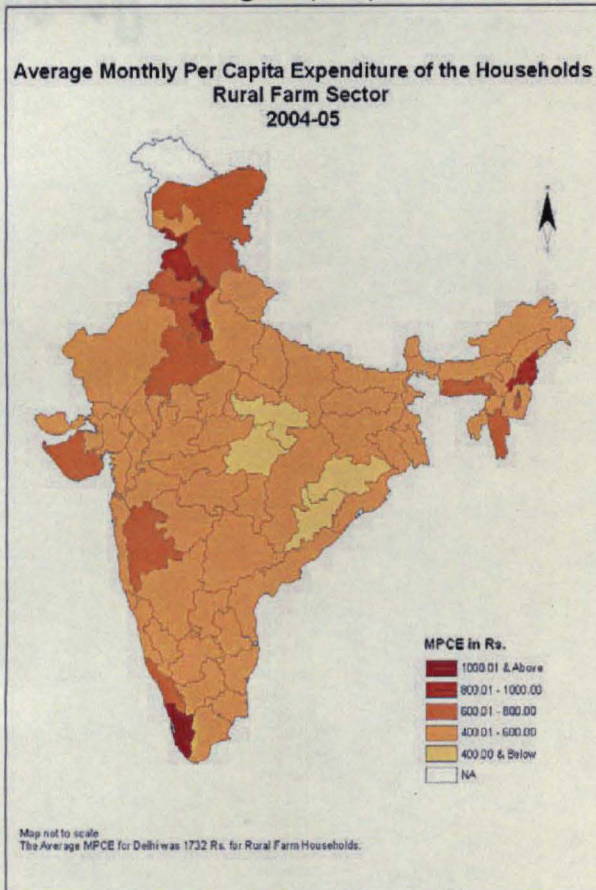 Average Monthly Per Capita Expenditure of the Households
Rural Farm Sector
2004-05
MPCE in Rs.
1000.01 & Above
800.01 - 1000.00
600.01 - 800.00
400.01 - 600.00
400.00 & Below
NA
Map not to scale
The Average MPCE for Delhi was 1732 Rs. for Rural Farm Households.